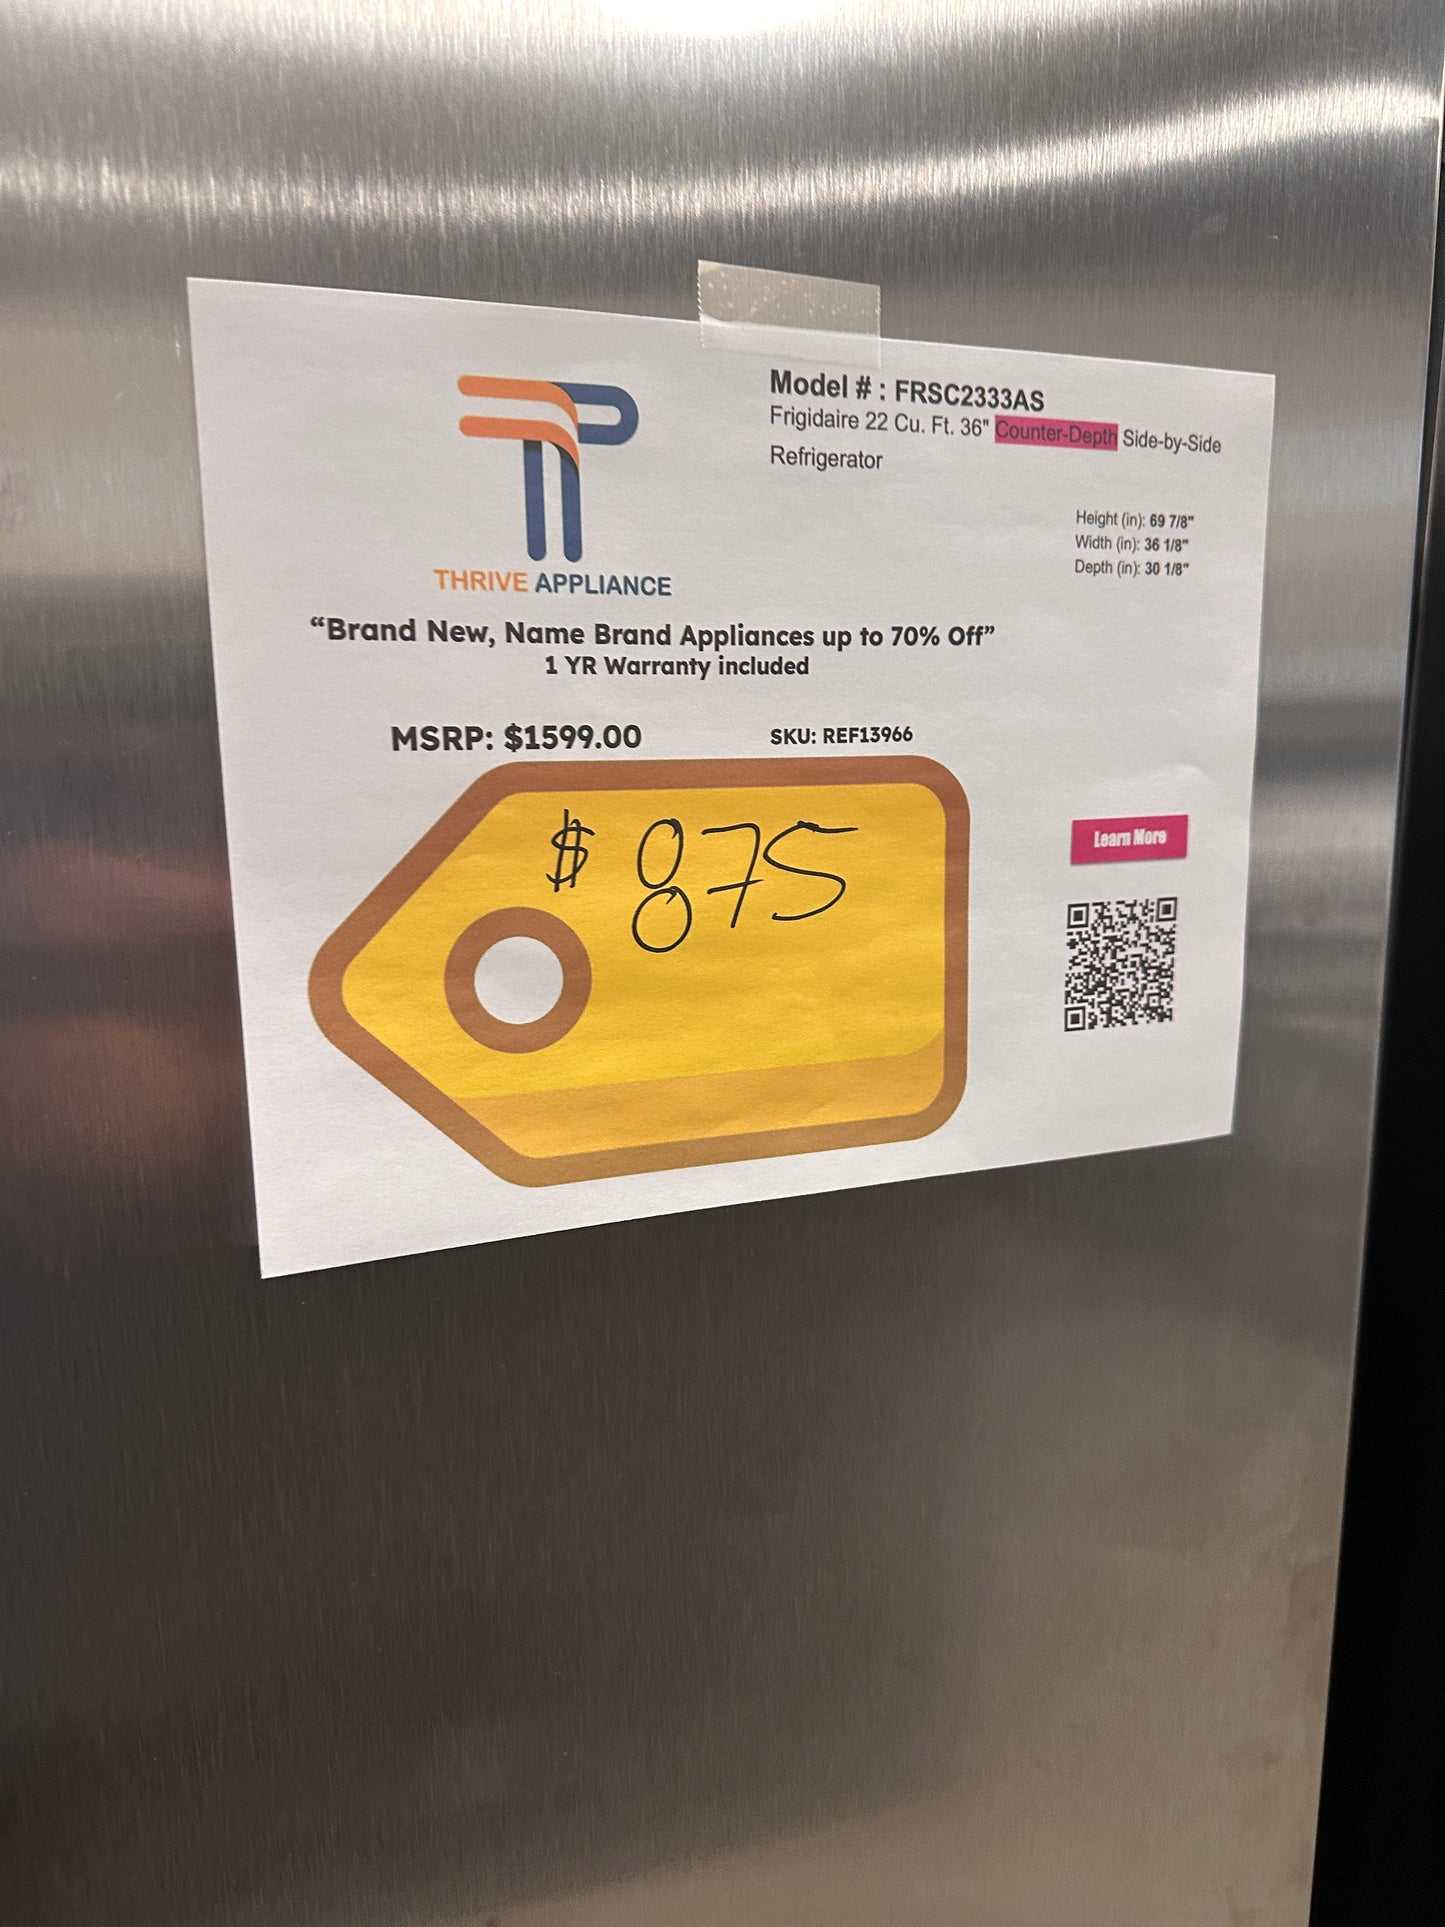 Model # : FRSC2333AS
Frigidaire 22 Cu. Ft. 36" Counter-Depth Side-by-Side
Refrigerator
Height (in): 69 7/8"
Width (in): 36 1/8"
Depth (in): 30 1/8"
THRIVE APPLIANCE
“Brand New, Name Brand Appliances up to 70% Off”
1 YR Warranty included
MSRP: $1599.00
SKU: REF13966
$ 875
Learn More